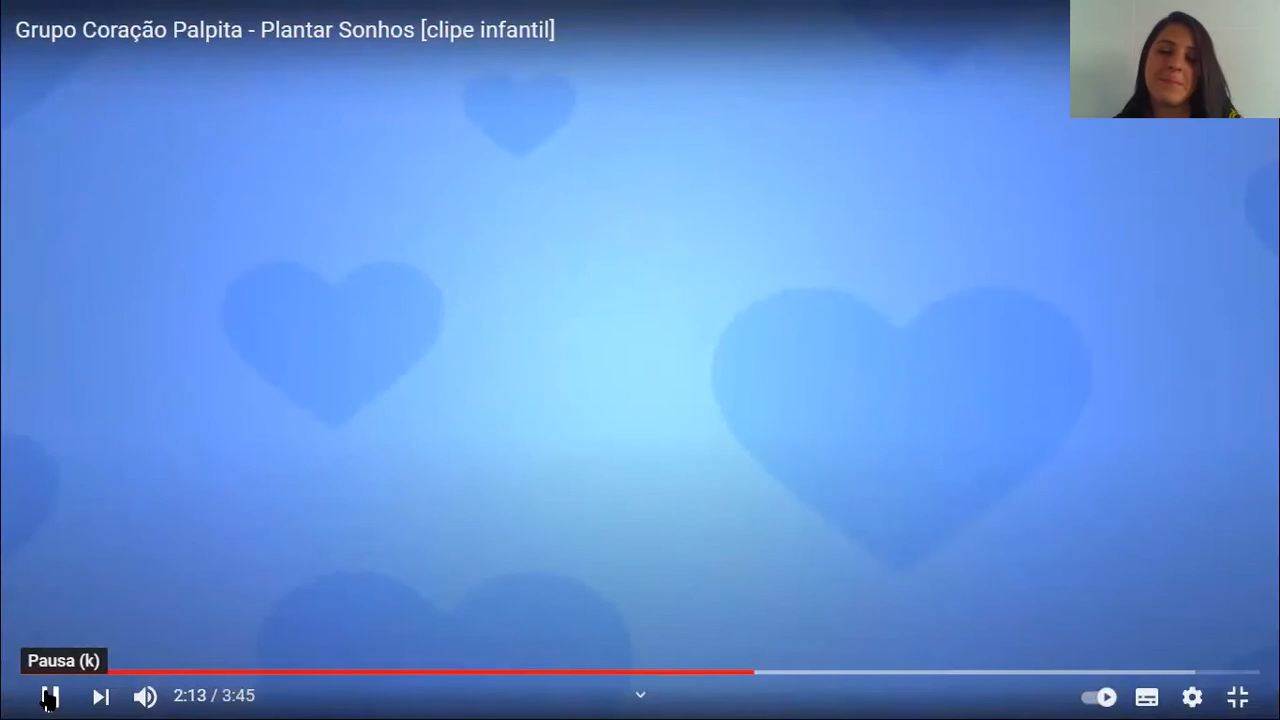 Grupo Coração Palpita - Plantar Sonhos [clipe infantil]
Pausa (k)
2:13 / 3:45